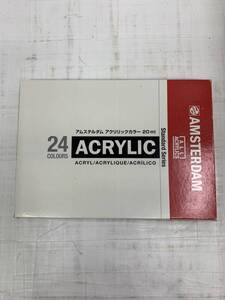 アムステルダム アクリリックカラー 20ml
24
COLOURS
ACRYLIC
ACRYL/ACRYLIQUE/ACRÍLICO
Standard Series
AMSTERDAM
ACRYLICS